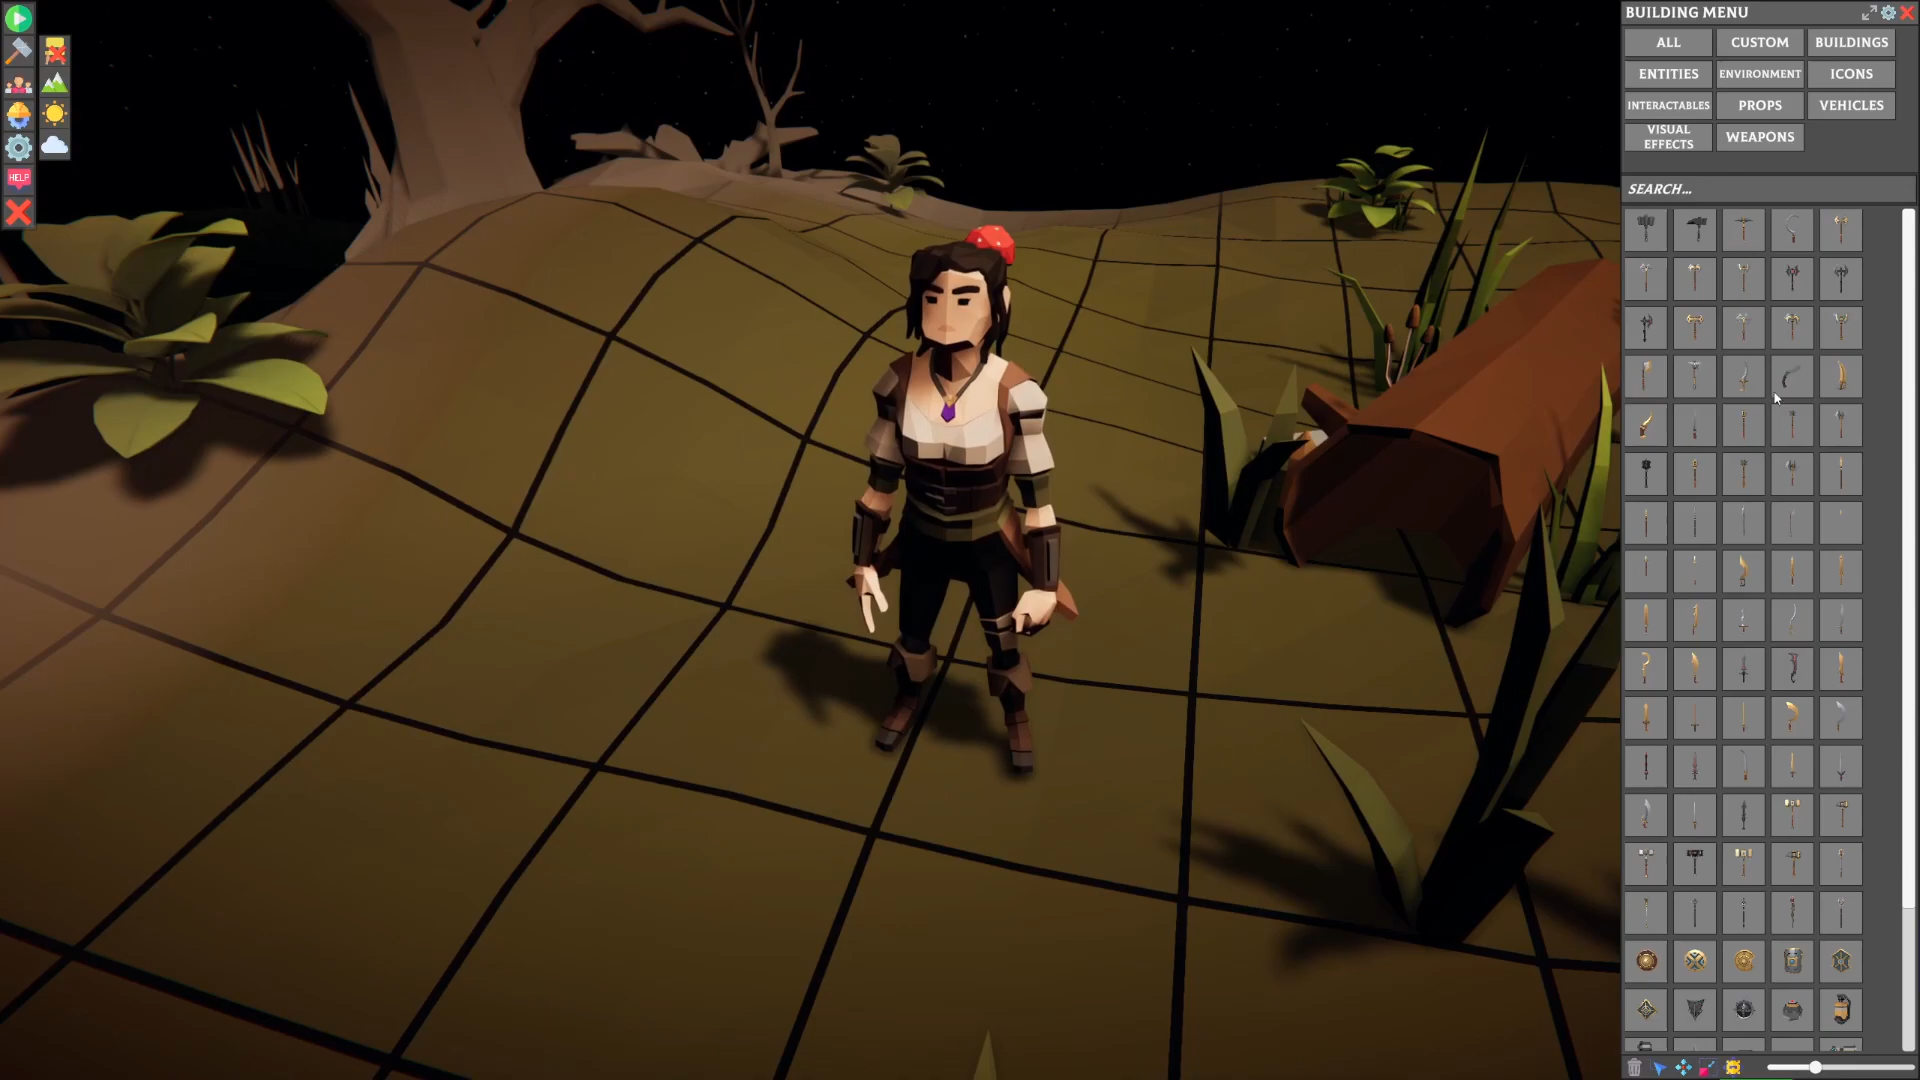 HELP
BUILDING MENU
ALL
CUSTOM
BUILDINGS
ENTITIES
ENVIRONMENT
ICONS
INTERACTABLES
PROPS
VEHICLES
VISUAL
EFFECTS
WEAPONS
SEARCH...